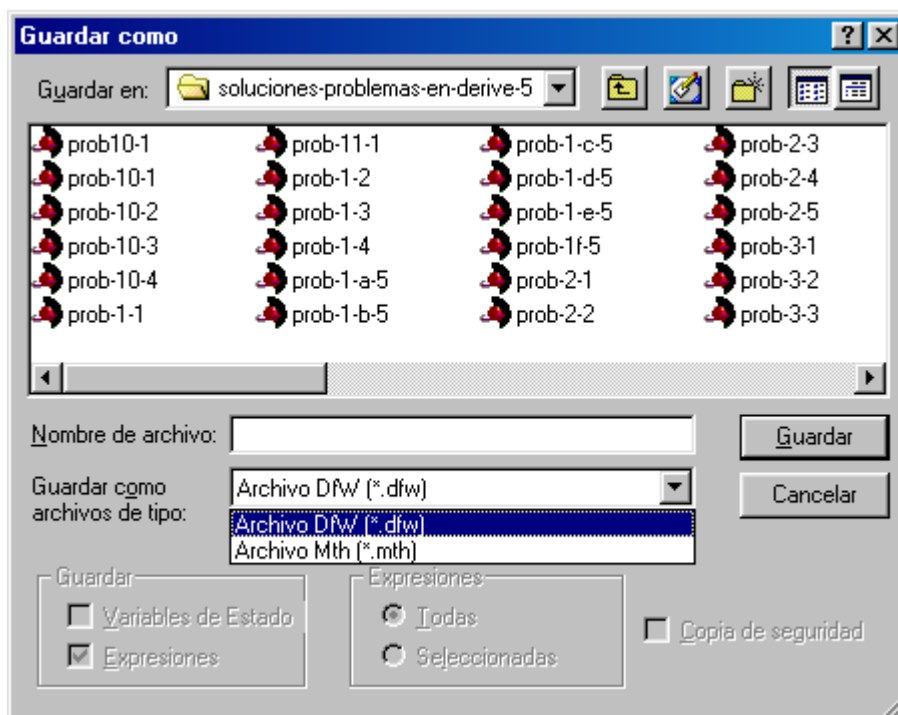 Guardar como
Guardar en: soluciones-problemas-en-derive-5
prob10-1 prob-11-1 prob-1-c-5 prob-2-3
prob-10-1 prob-1-2 prob-1-d-5 prob-2-4
prob-10-2 prob-1-3 prob-1-e-5 prob-2-5
prob-10-3 prob-1-4 prob-1f-5 prob-3-1
prob-10-4 prob-1-a-5 prob-2-1 prob-3-2
prob-1-1 prob-1-b-5 prob-2-2 prob-3-3
Nombre de archivo: Guardar
Guardar como
archivos de tipo: Archivo DfW (*.dfw) Cancelar
Archivo DfW (*.dfw)
Archivo Mth (*.mth)
Guardar Expresiones
Variables de Estado Todas Copia de seguridad
Expresiones Seleccionadas